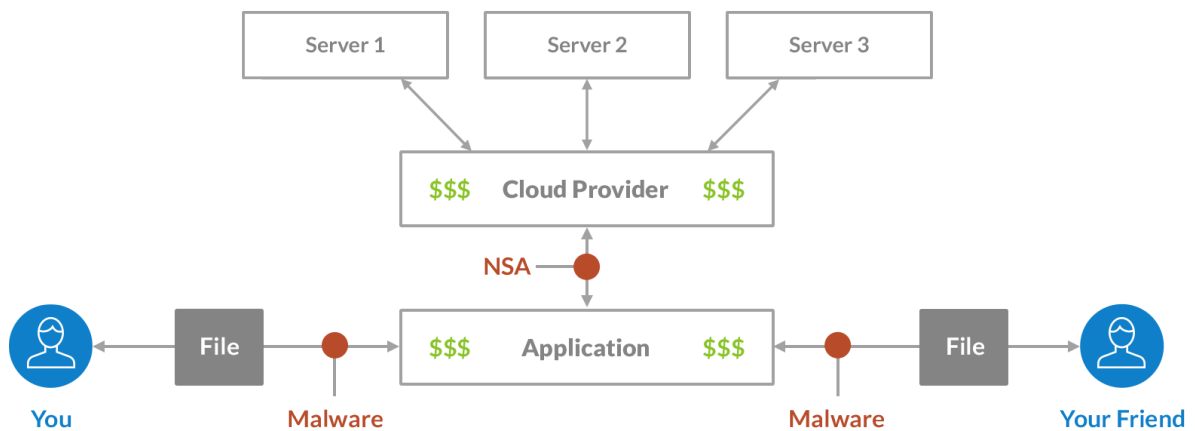 Server 1
Server 2
Server 3
$$$ Cloud Provider $$$
NSA
File
$$$ Application $$$
File
You
Malware
Malware
Your Friend